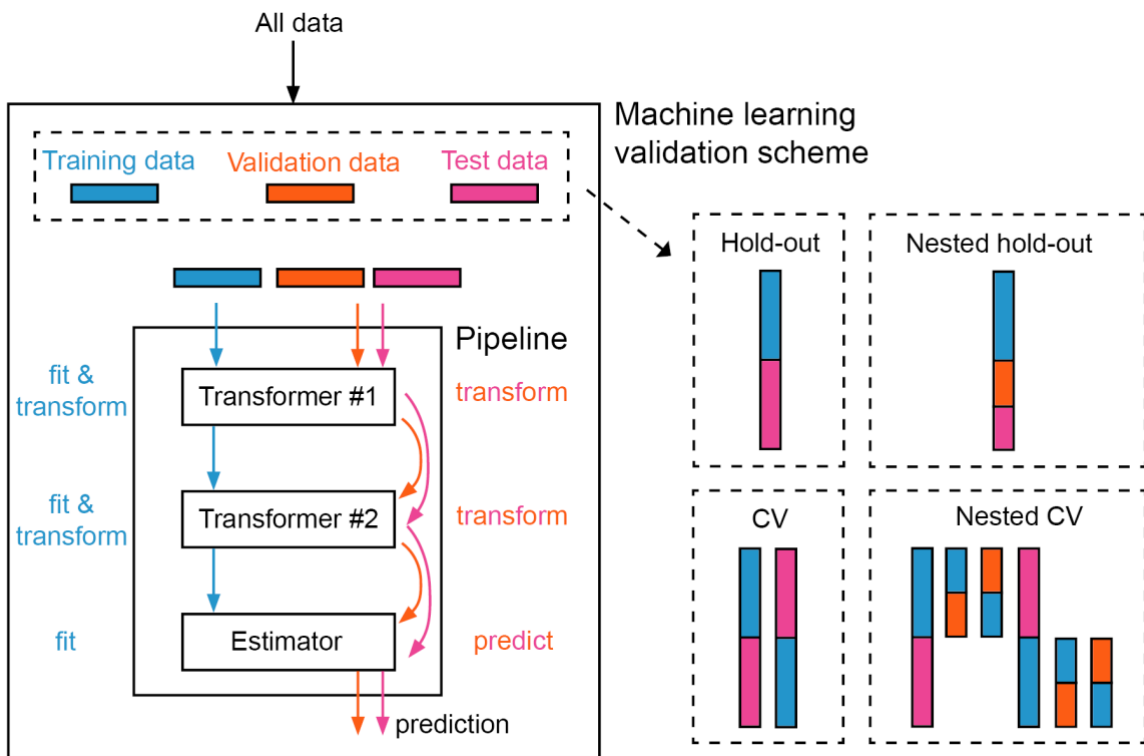 All data
Machine learning
validation scheme
Training data
Validation data
Test data
Hold-out
Nested hold-out
Pipeline
fit &
transform
Transformer #1
transform
fit &
transform
Transformer #2
transform
CV
Nested CV
fit
Estimator
predict
prediction